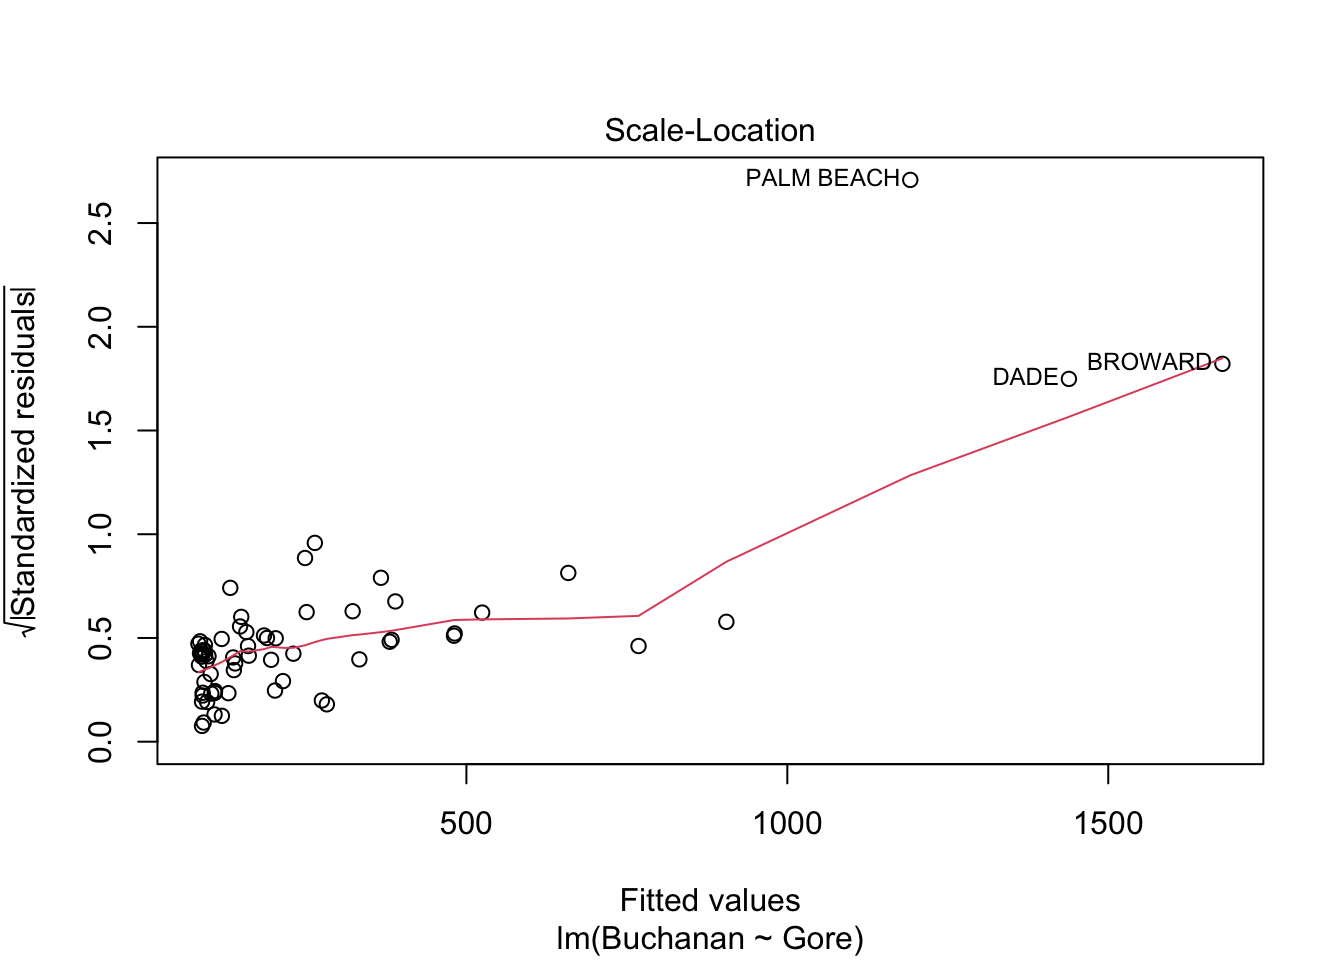 Scale-Location
PALM BEACH
BROWARD
DADE
√|Standardized residuals|
2.5
2.0
1.5
1.0
0.5
0.0
500 1000 1500
Fitted values
lm(Buchanan ~ Gore)